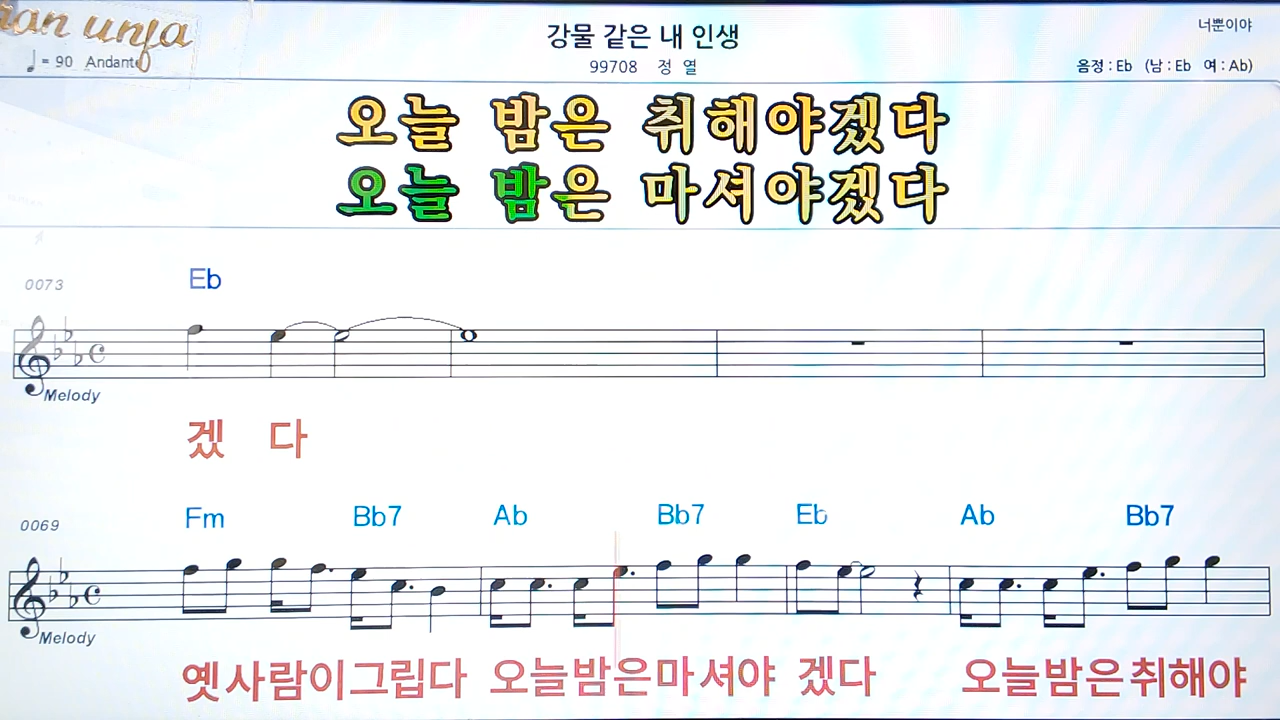 unja
너뿐이야
강물 같은 내 인생
♩ = 90 Andante
99708 정 열
음정 : Eb (남 : Eb 여 : Ab)
오늘 밤은 취해야겠다
오늘 밤은 마셔야겠다
0073
Eb
Melody
겠 다
0069
Fm Bb7 Ab Bb7 Eb Ab Bb7
Melody
옛사람이그립다 오늘밤은마셔야 겠다 오늘밤은취해야